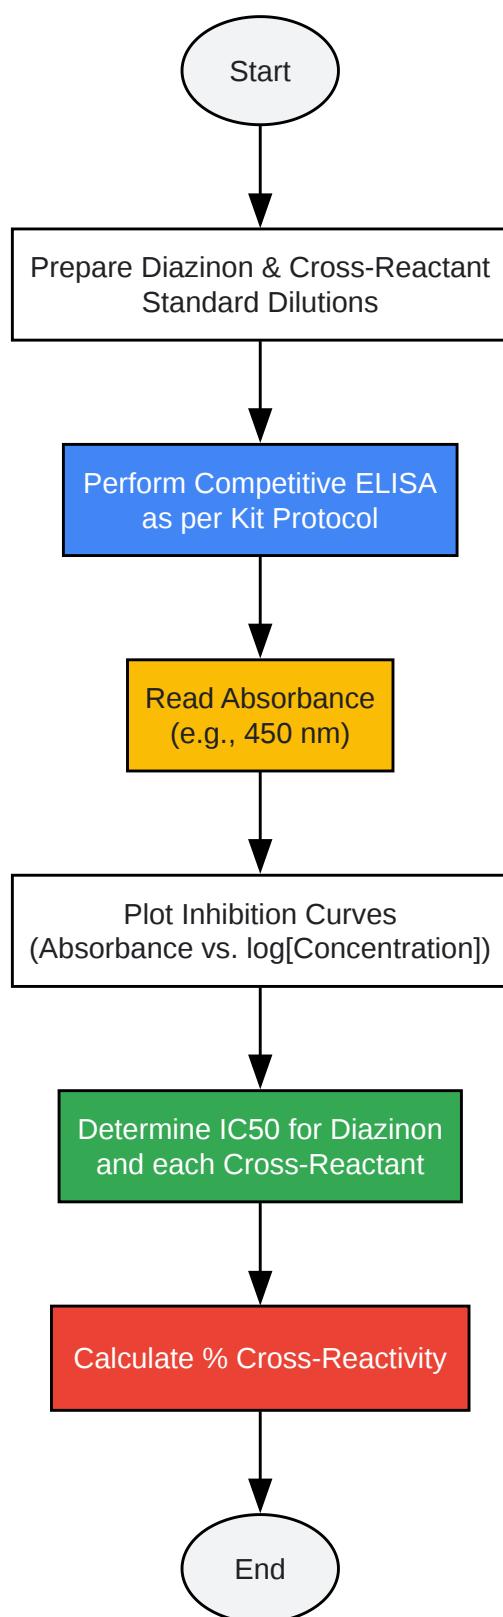 Start
Prepare Diazinon & Cross-Reactant
Standard Dilutions
Perform Competitive ELISA
as per Kit Protocol
Read Absorbance
(e.g., 450 nm)
Plot Inhibition Curves
(Absorbance vs. log[Concentration])
Determine IC50 for Diazinon
and each Cross-Reactant
Calculate % Cross-Reactivity
End